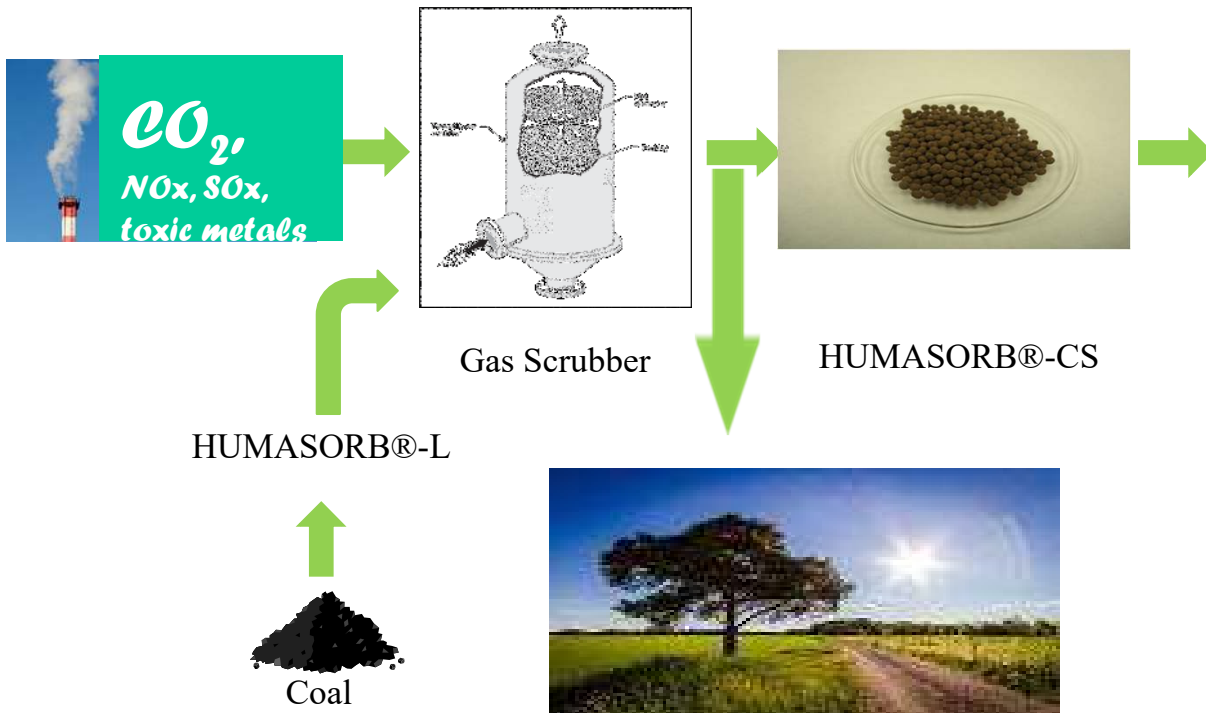 CO2,
NOx, SOx,
toxic metals
Gas Scrubber
HUMASORB®-CS
HUMASORB®-L
Coal